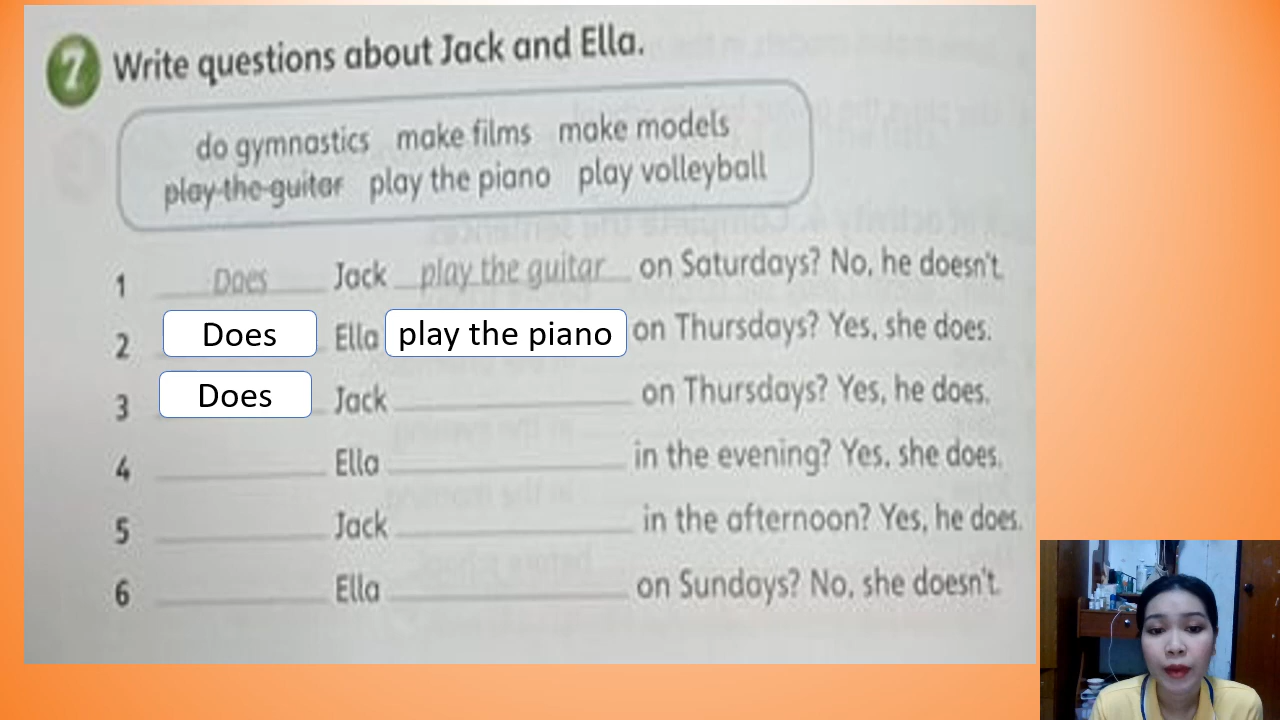 7 Write questions about Jack and Ella.
do gymnastics make films make models
play the guitar play the piano play volleyball
1 Does Jack play the guitar on Saturdays? No, he doesn't.
2 Does Ella play the piano on Thursdays? Yes, she does.
3 Does Jack on Thursdays? Yes, he does.
4 Ella in the evening? Yes, she does.
5 Jack in the afternoon? Yes, he does.
6 Ella on Sundays? No, she doesn't.